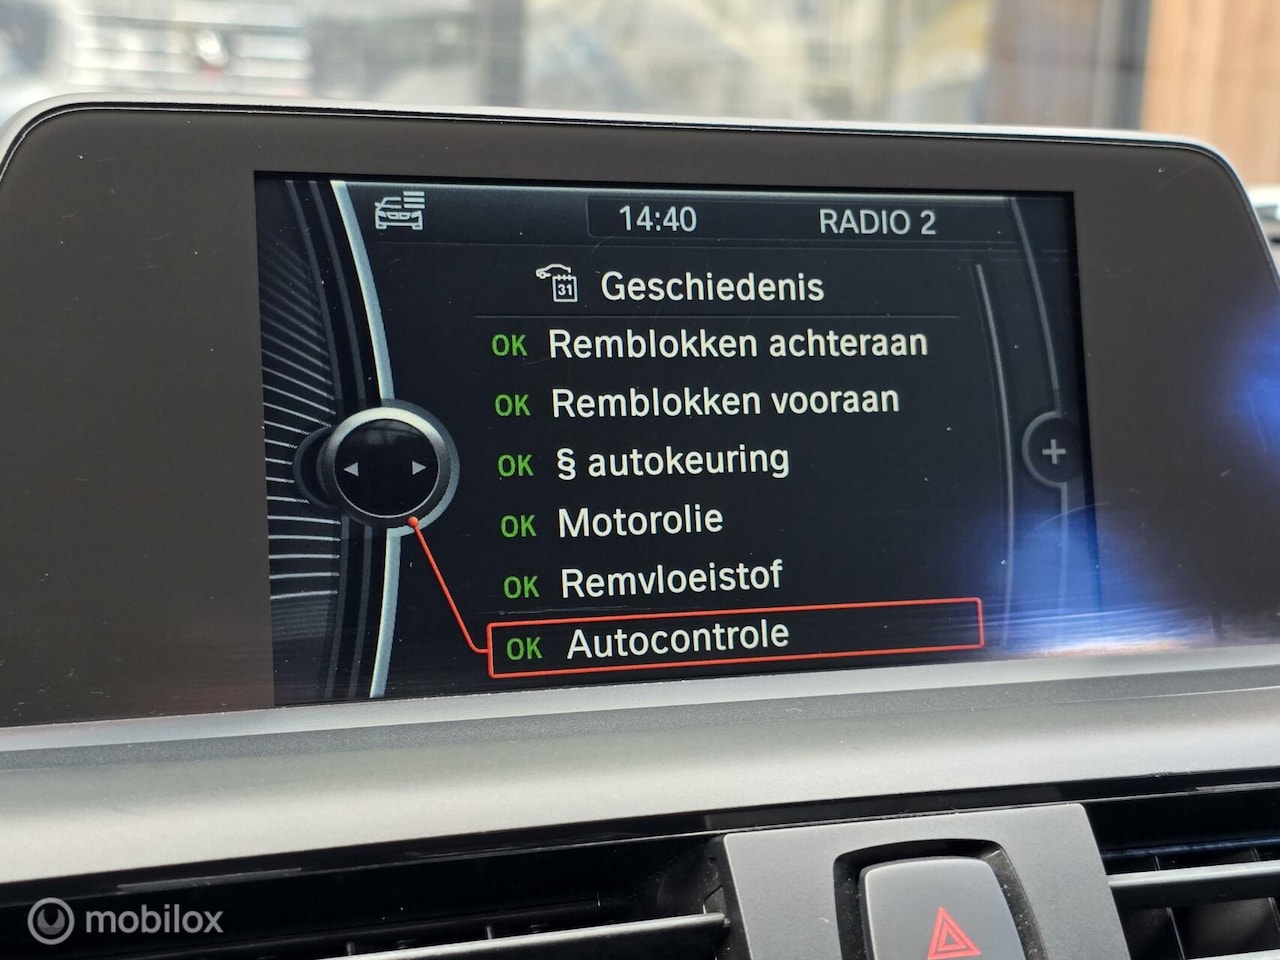 14:40 RADIO 2
31 Geschiedenis
OK Remblokken achteraan
OK Remblokken vooraan
OK § autokeuring
OK Motorolie
OK Remvloeistof
OK Autocontrole
mobilox